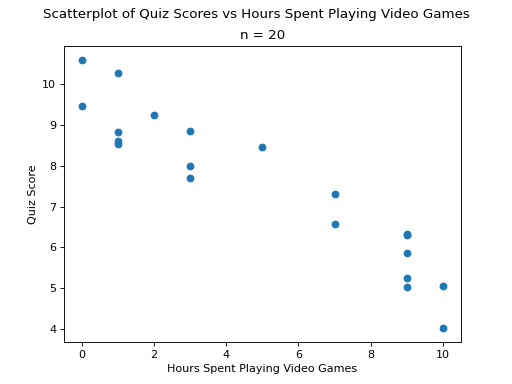 Scatterplot of Quiz Scores vs Hours Spent Playing Video Games
n = 20
10
9
8
7
6
5
4
Quiz Score
0 2 4 6 8 10
Hours Spent Playing Video Games